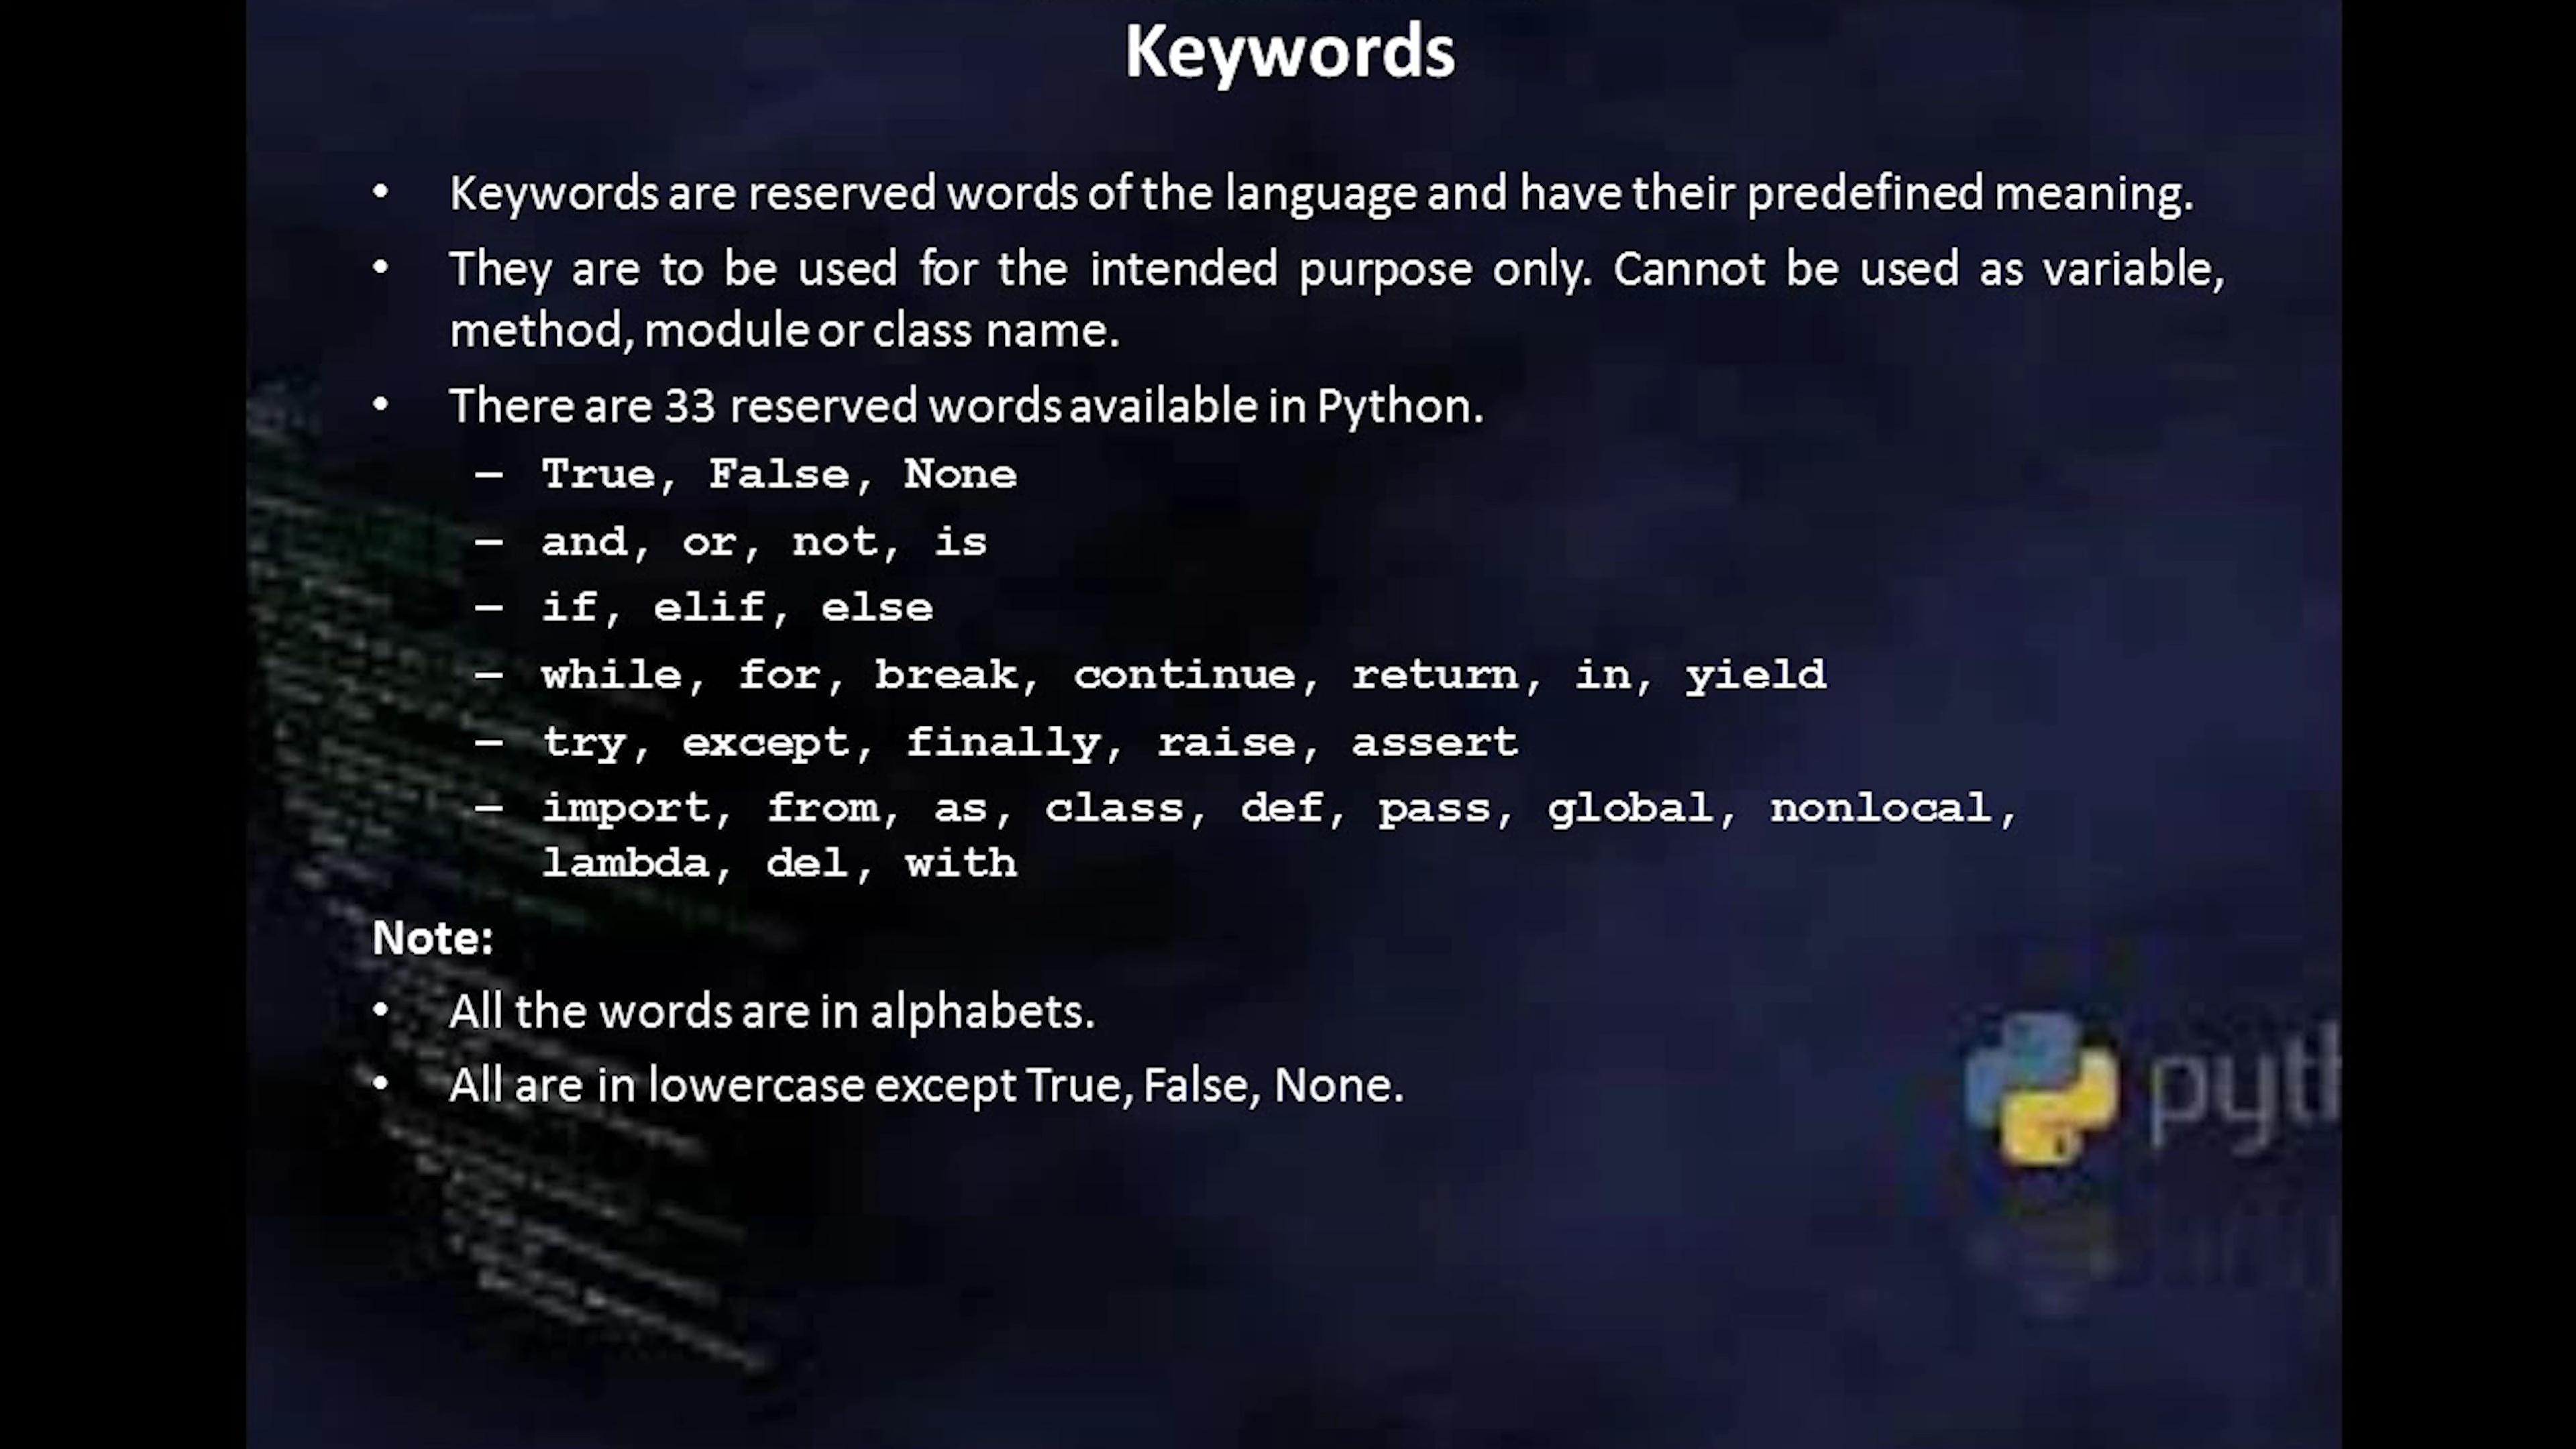 Keywords
• Keywords are reserved words of the language and have their predefined meaning.
• They are to be used for the intended purpose only. Cannot be used as variable,
method, module or class name.
• There are 33 reserved words available in Python.
– True, False, None
– and, or, not, is
– if, elif, else
– while, for, break, continue, return, in, yield
– try, except, finally, raise, assert
– import, from, as, class, def, pass, global, nonlocal,
lambda, del, with
Note:
• All the words are in alphabets.
• All are in lowercase except True, False, None.
pyth